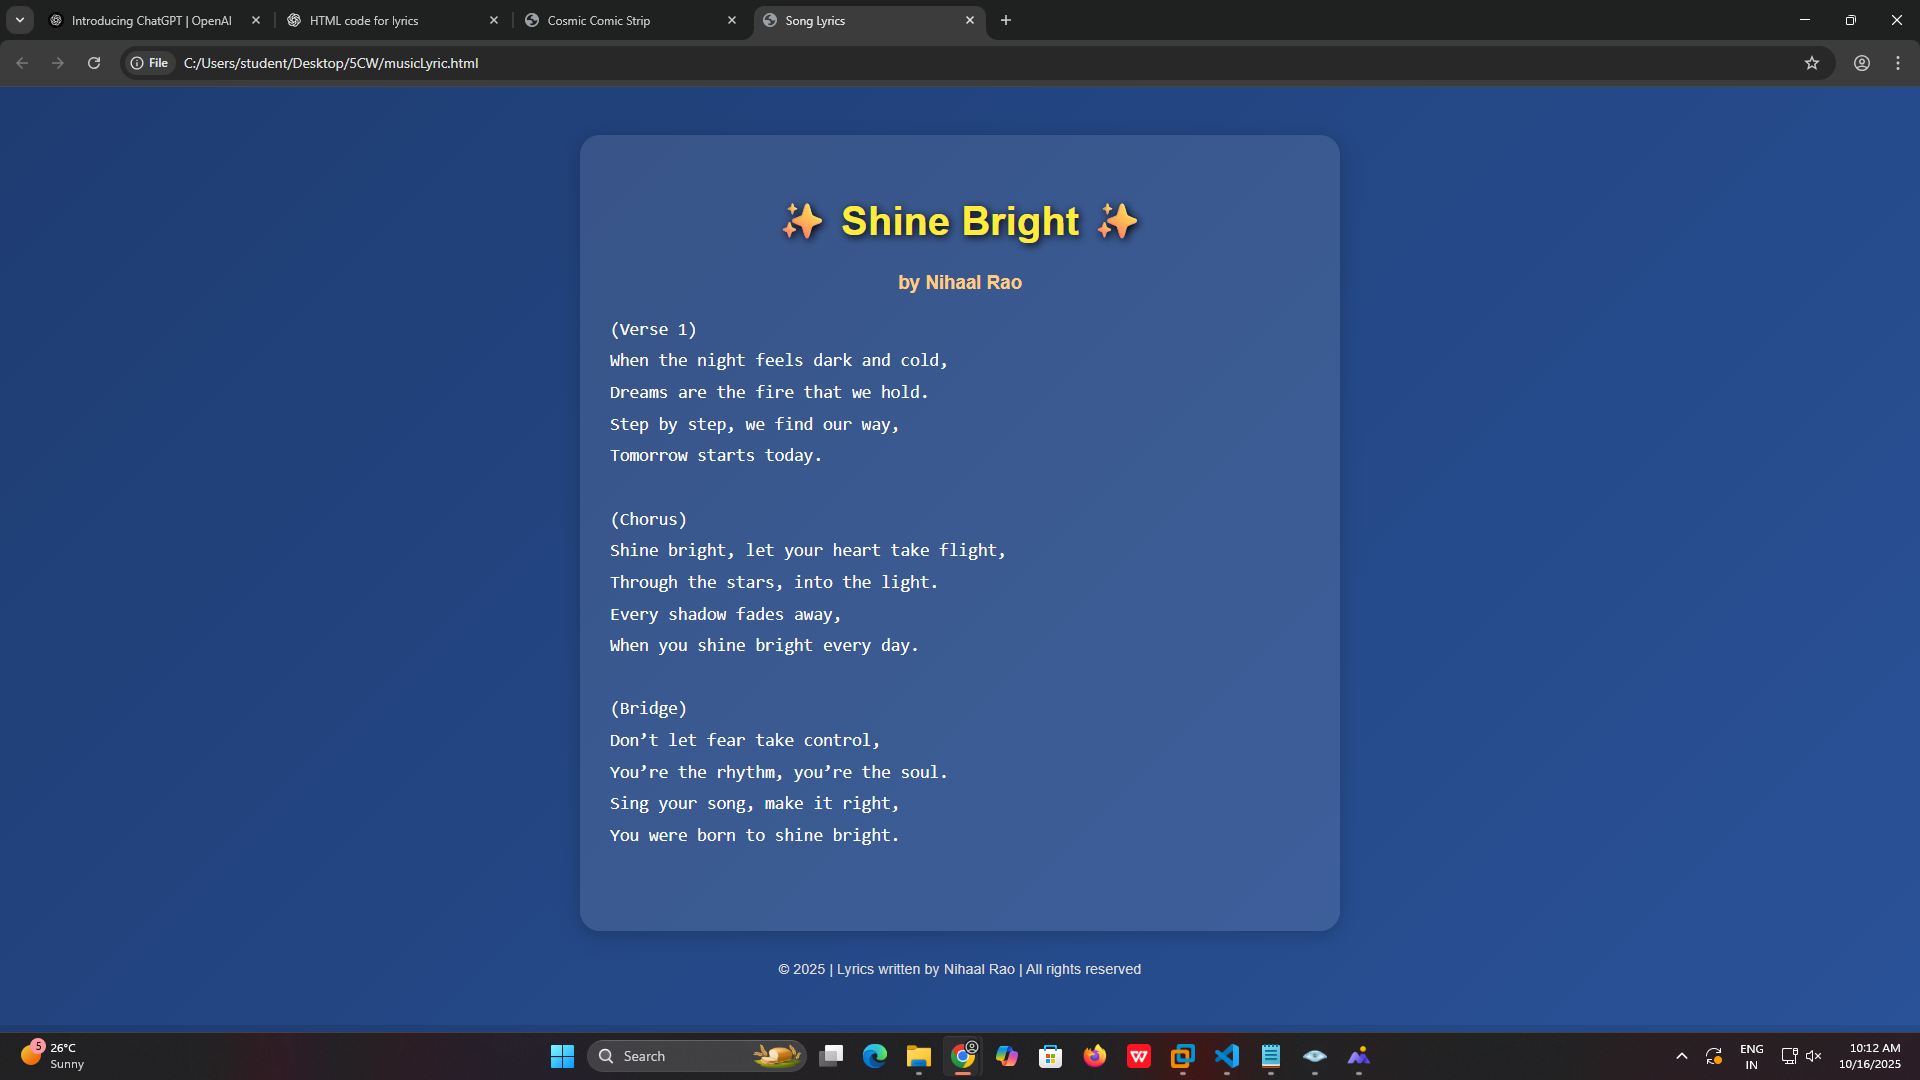 Introducing ChatGPT | OpenAI
HTML code for lyrics
Cosmic Comic Strip
Song Lyrics
File
C:/Users/student/Desktop/5CW/musicLyric.html
✨ Shine Bright ✨
by Nihaal Rao
(Verse 1)
When the night feels dark and cold,
Dreams are the fire that we hold.
Step by step, we find our way,
Tomorrow starts today.
(Chorus)
Shine bright, let your heart take flight,
Through the stars, into the light.
Every shadow fades away,
When you shine bright every day.
(Bridge)
Don’t let fear take control,
You’re the rhythm, you’re the soul.
Sing your song, make it right,
You were born to shine bright.
© 2025 | Lyrics written by Nihaal Rao | All rights reserved
5
26°C
Sunny
Search
ENG
IN
10:12 AM
10/16/2025